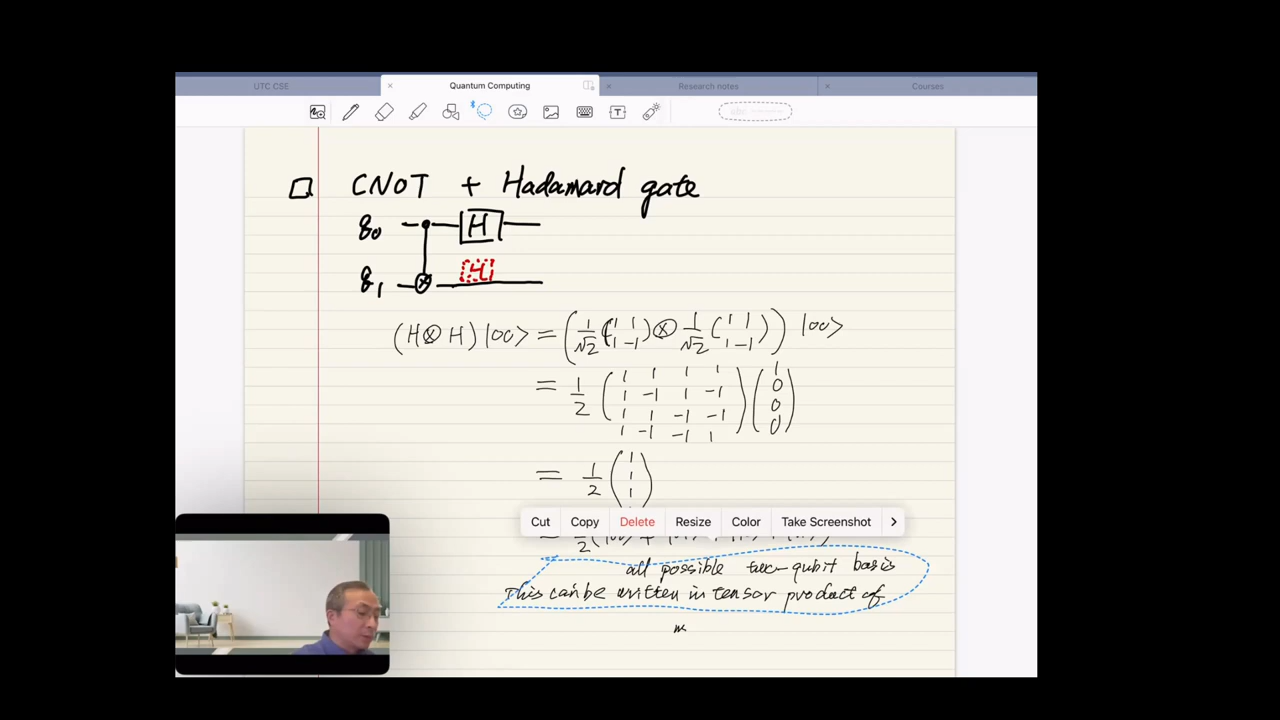 UTC CSE
Quantum Computing
Research notes
Courses
T
CNOT + Hadamard gate
q₀ H
q₁ H
(H⊗H) |00> = (1/√2 (1 1 1 -1) ⊗ 1/√2 (1 1 1 -1)) |00>
= 1/2 (1 1 1 1
1 -1 1 -1
1 1 -1 -1
1 -1 -1 1) (1 0 0 0)
= 1/2 (1 1 1
Cut Copy Delete Resize Color Take Screenshot
all possible two-qubit basis
This can be written in tensor product of